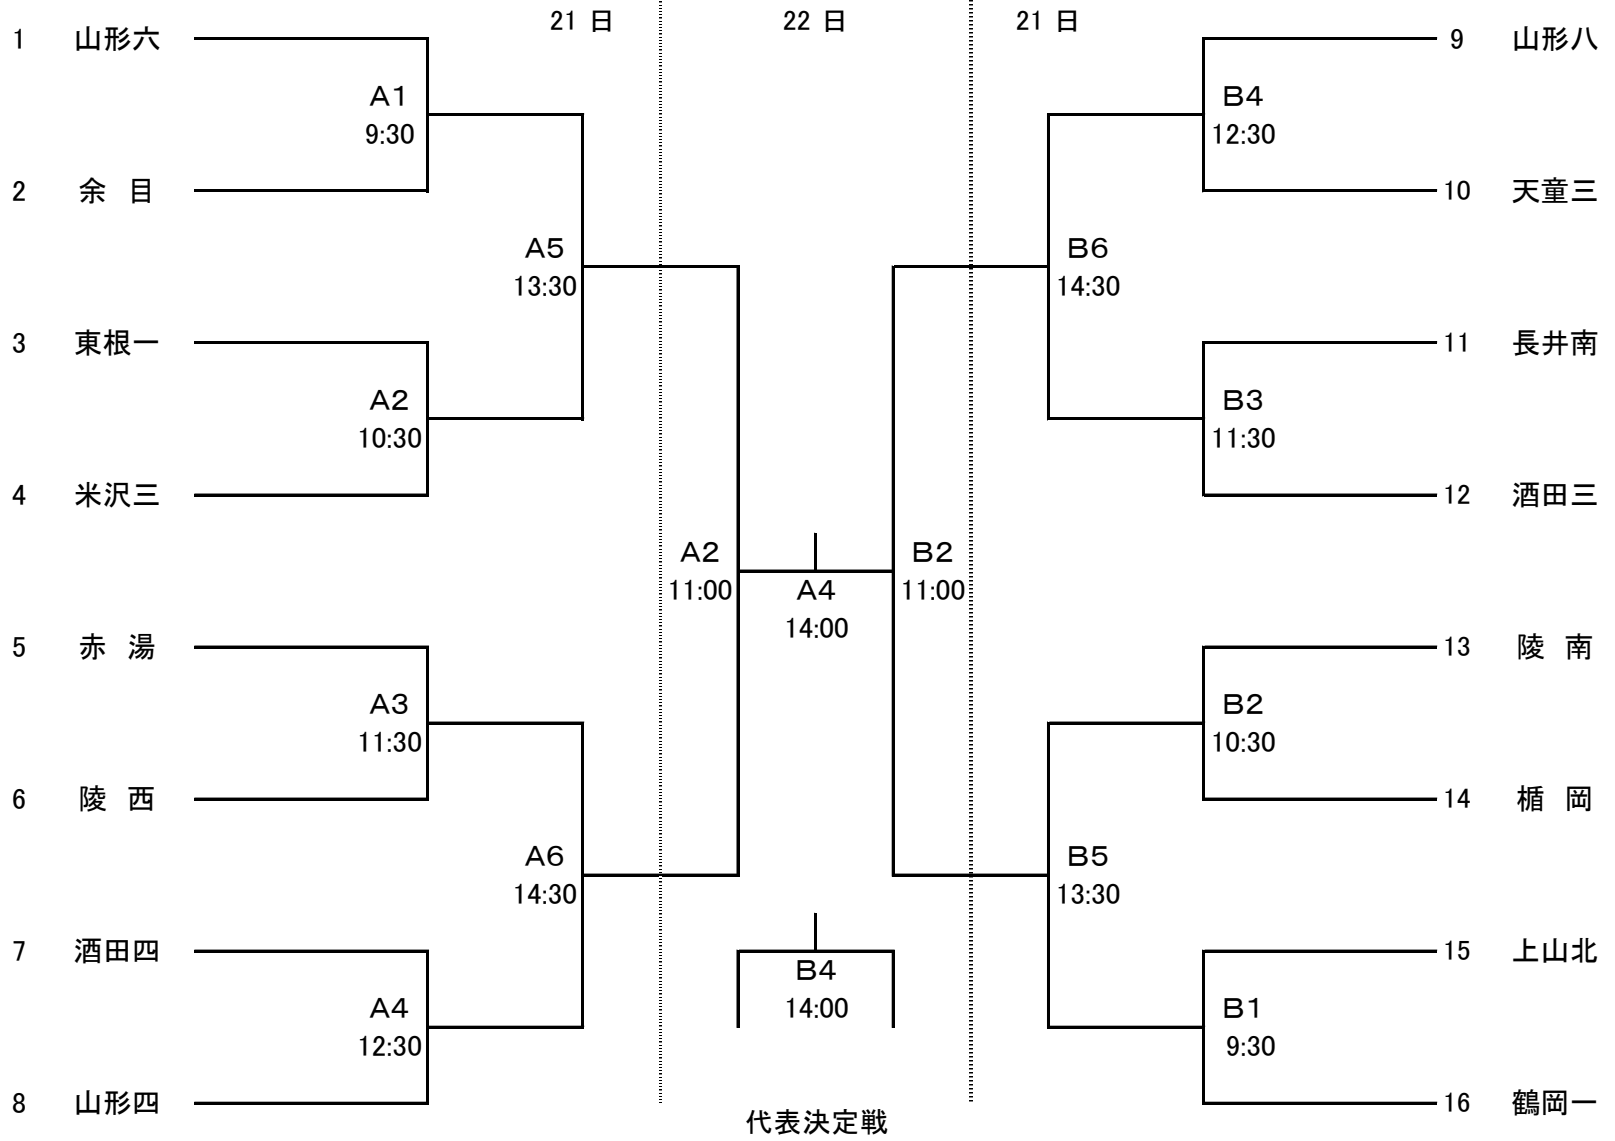 21 日 22 日 21 日
1 山形六
A1
9:30
2 余 目
A5
13:30
3 東根一
A2
10:30
4 米沢三
A2
11:00
5 赤 湯
A3
11:30
6 陵 西
A6
14:30
7 酒田四
A4
12:30
8 山形四
A4
14:00
B4
14:00
代表決定戦
9 山形八
B4
12:30
10 天童三
B6
14:30
11 長井南
B3
11:30
12 酒田三
B2
11:00
13 陵 南
B2
10:30
14 楯 岡
B5
13:30
15 上山北
B1
9:30
16 鶴岡一